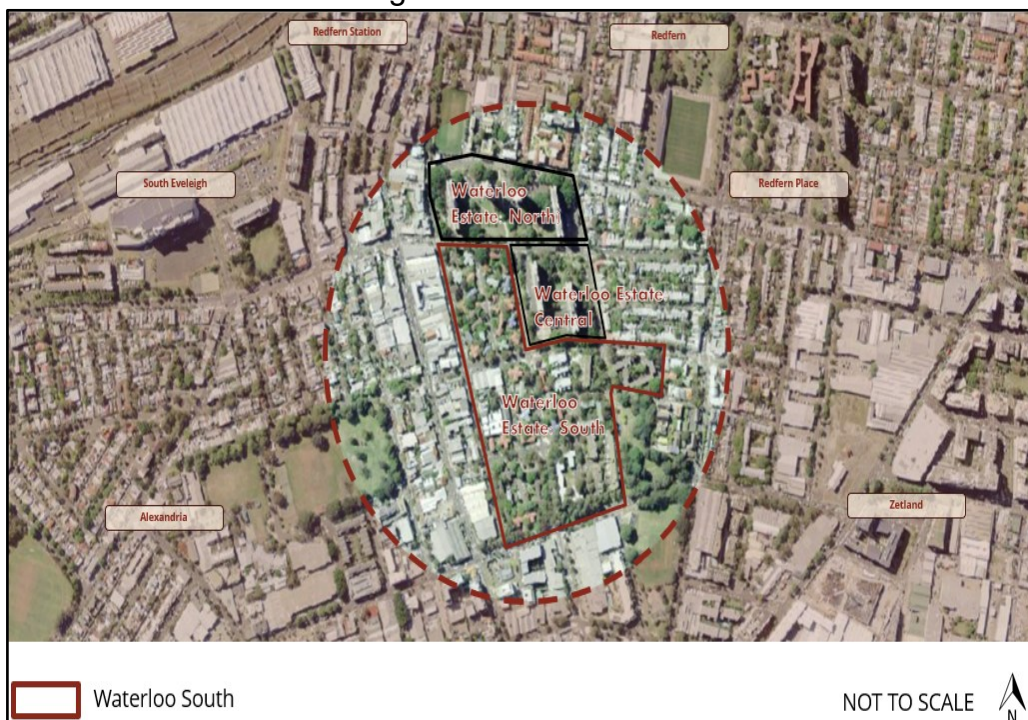 Redfern Station
Redfern
South Eveleigh
Redfern Place
Waterloo
Estate North
Waterloo Estate
Central
Waterloo
Estate South
Alexandria
Zetland
Waterloo South
NOT TO SCALE
N